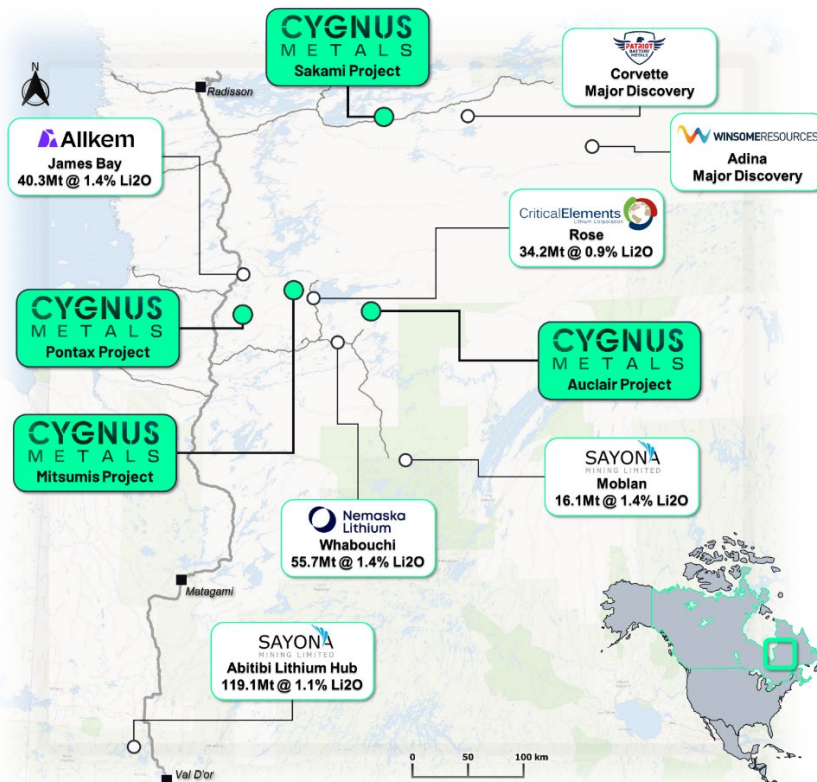 CYGNUS
METALS
Sakami Project
PATRIOT
BATTERY METALS
Corvette
Major Discovery
N
Radisson
Allkem
James Bay
40.3Mt @ 1.4% Li2O
WINSOMERESOURCES
Adina
Major Discovery
CriticalElements
Lithium Corporation
Rose
34.2Mt @ 0.9% Li2O
CYGNUS
METALS
Pontax Project
CYGNUS
METALS
Auclair Project
CYGNUS
METALS
Mitsumis Project
SAYONA
MINING LIMITED
Moblan
16.1Mt @ 1.4% Li2O
Nemaska
Lithium
Whabouchi
55.7Mt @ 1.4% Li2O
Matagami
SAYONA
MINING LIMITED
Abitibi Lithium Hub
119.1Mt @ 1.1% Li2O
0 50 100 km
Val D'or